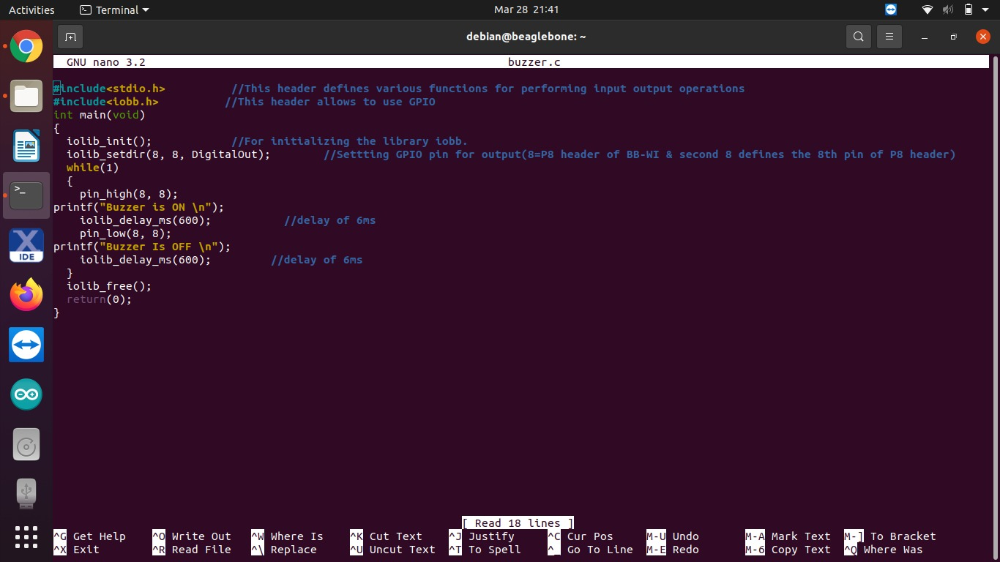 Activities Terminal Mar 28 21:41
debian@beaglebone: ~
GNU nano 3.2 buzzer.c
#include<stdio.h> //This header defines various functions for performing input output operations
#include<iobb.h> //This header allows to use GPIO
int main(void)
{
iolib_init(); //For initializing the library iobb.
iolib_setdir(8, 8, DigitalOut); //Settting GPIO pin for output(8=P8 header of BB-WI & second 8 defines the 8th pin of P8 header)
while(1)
{
pin_high(8, 8);
printf("Buzzer is ON \n");
iolib_delay_ms(600); //delay of 6ms
pin_low(8, 8);
printf("Buzzer Is OFF \n");
iolib_delay_ms(600); //delay of 6ms
}
iolib_free();
return(0);
}
X
IDE
[ Read 18 lines ]
^G Get Help ^O Write Out ^W Where Is ^K Cut Text ^J Justify ^C Cur Pos M-U Undo M-A Mark Text M-] To Bracket
^X Exit ^R Read File ^\ Replace ^U Uncut Text ^T To Spell ^_ Go To Line M-E Redo M-6 Copy Text ^Q Where Was